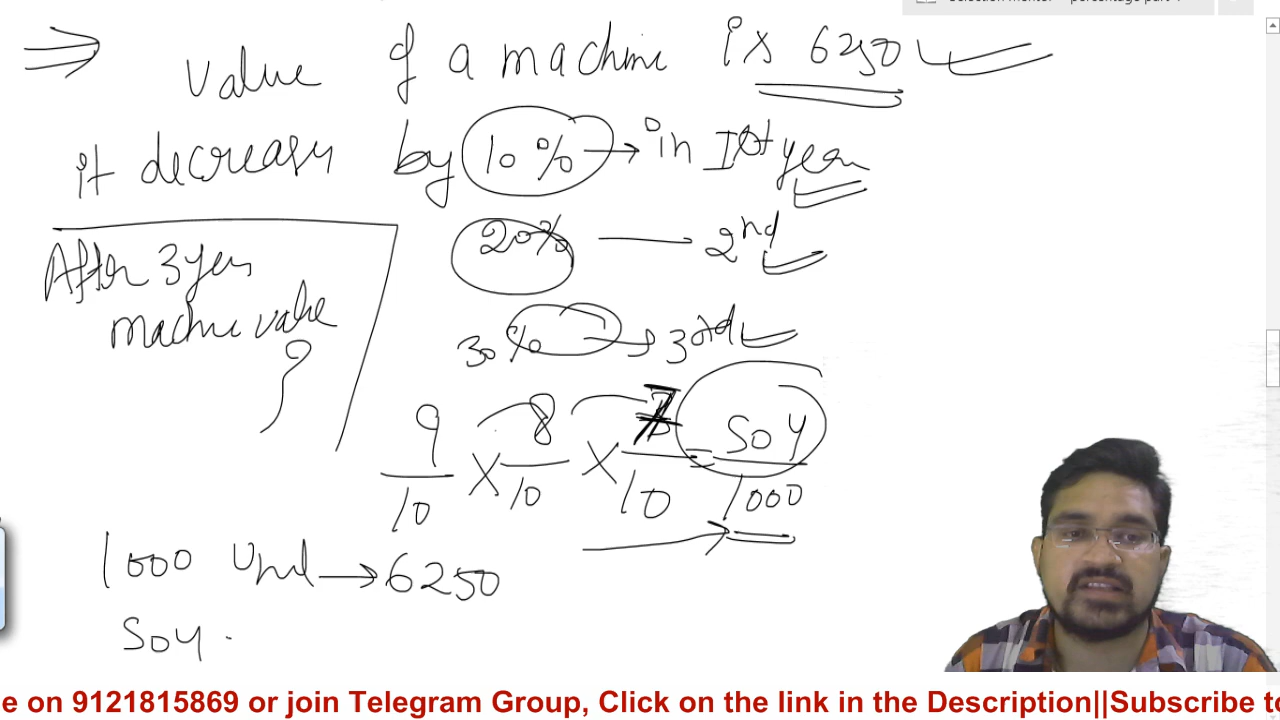 ⇒ Value of a machine is 6250
it decreases by 10% → in Ist year
20% — 2nd
30% → 3rd
After 3 years
machine value
?
9/10 × 8/10 × 7/10 = 504/1000
1000 Unit → 6250
504 -
e on 9121815869 or join Telegram Group, Click on the link in the Description||Subscribe to